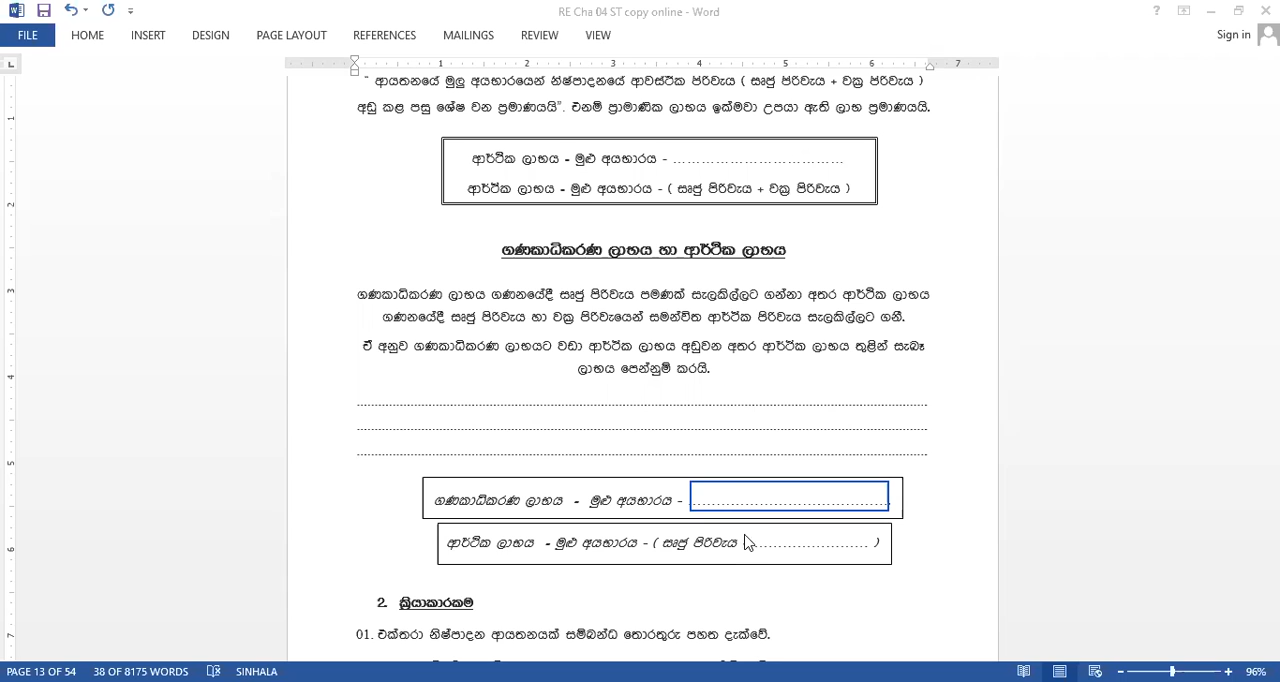 RE Cha 04 ST copy online - Word
FILE HOME INSERT DESIGN PAGE LAYOUT REFERENCES MAILINGS REVIEW VIEW Sign in
" ආයතනයේ මුලු අයභාරයෙන් නිෂ්පාදනයේ ආවස්ථික පිරිවැය ( සෘජු පිරිවැය + වක්‍ර පිරිවැය )
අඩු කළ පසු ශේෂ වන ප්‍රමාණයයි". එනම් ප්‍රාමාණික ලාභය ඉක්මවා උපයා ඇති ලාභ ප්‍රමාණයයි.
ආර්ථික ලාභය - මුළු අයභාරය - ......................................
ආර්ථික ලාභය - මුළු අයභාරය - ( සෘජු පිරිවැය + වක්‍ර පිරිවැය )
ගණකාධිකරණ ලාභය හා ආර්ථික ලාභය
ගණකාධිකරණ ලාභය ගණනයේදී සෘජු පිරිවැය පමණක් සැලකිල්ලට ගන්නා අතර ආර්ථික ලාභය
ගණනයේදී සෘජු පිරිවැය හා වක්‍ර පිරිවැයෙන් සමන්විත ආර්ථික පිරිවැය සැලකිල්ලට ගනී.
ඒ අනුව ගණකාධිකරණ ලාභයට වඩා ආර්ථික ලාභය අඩුවන අතර ආර්ථික ලාභය තුළින් සැබෑ
ලාභය පෙන්නුම් කරයි.
ගණකාධිකරණ ලාභය - මුළු අයභාරය - ......................................
ආර්ථික ලාභය - මුළු අයභාරය - ( සෘජු පිරිවැය ........................ )
2. ක්‍රියාකාරකම
01. එක්තරා නිෂ්පාදන ආයතනයක් සම්බන්ධ තොරතුරු පහත දැක්වේ.
PAGE 13 OF 54 38 OF 8175 WORDS SINHALA 96%